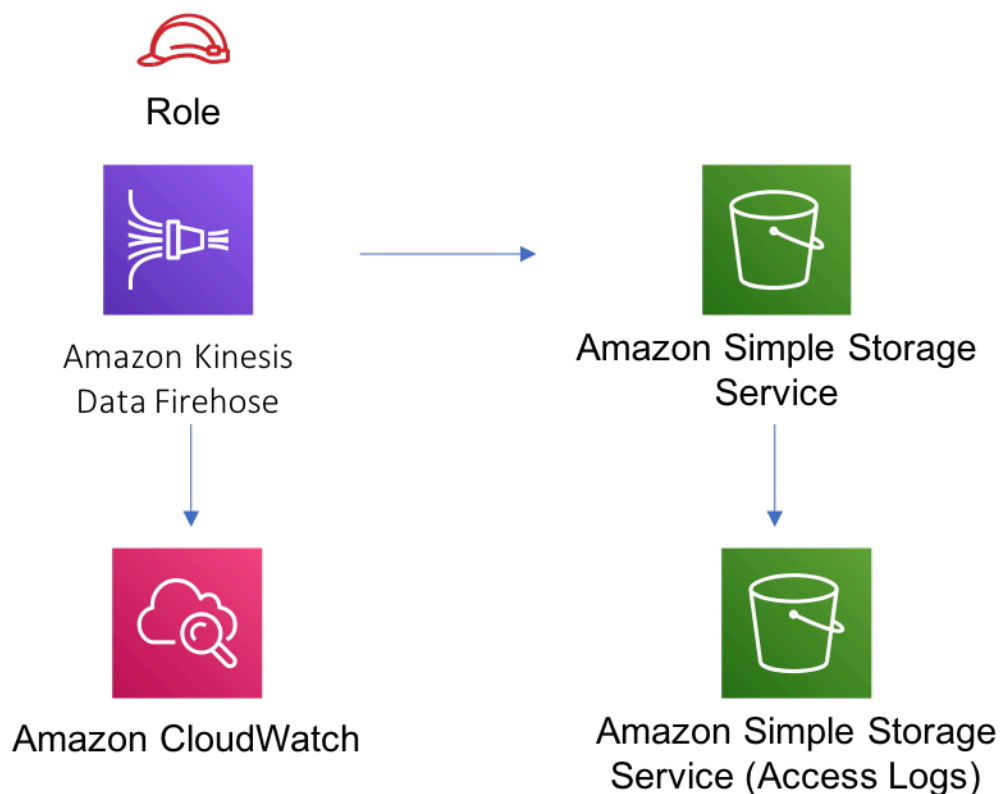 Role
Amazon Kinesis
Data Firehose
Amazon Simple Storage
Service
Amazon CloudWatch
Amazon Simple Storage
Service (Access Logs)